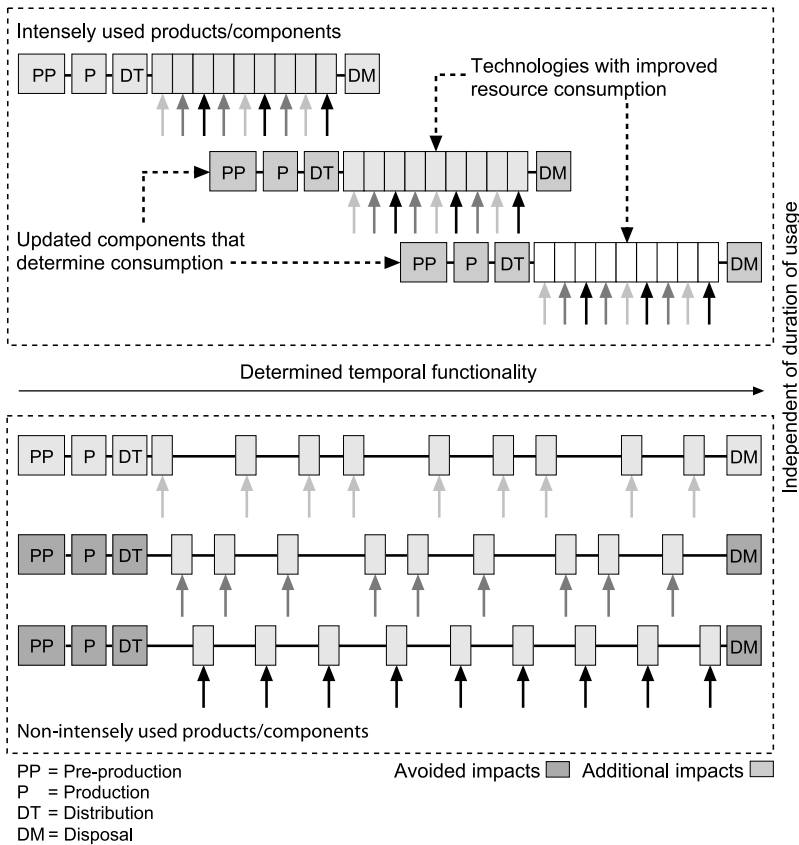 Intensely used products/components
PP P DT DM
Technologies with improved
resource consumption
PP P DT DM
Updated components that
determine consumption
PP P DT DM
Independent of duration of usage
Determined temporal functionality
PP P DT DM
PP P DT DM
PP P DT DM
Non-intensely used products/components
PP = Pre-production
P = Production
DT = Distribution
DM = Disposal
Avoided impacts
Additional impacts